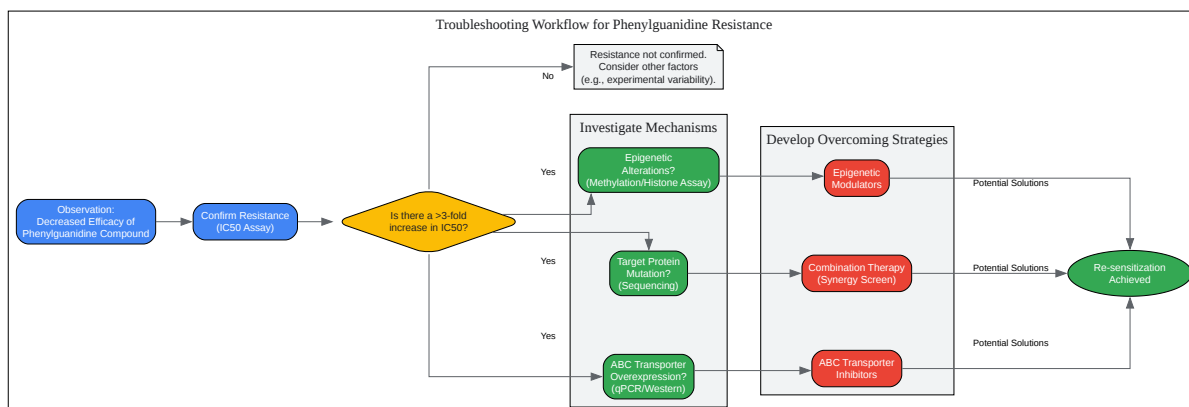 Troubleshooting Workflow for Phenylguanidine Resistance
Resistance not confirmed.
Consider other factors
(e.g., experimental variability).
No
Investigate Mechanisms
Develop Overcoming Strategies
Yes
Epigenetic
Alterations?
(Methylation/Histone Assay)
Epigenetic
Modulators
Potential Solutions
Observation:
Decreased Efficacy of
Phenylguanidine Compound
Confirm Resistance
(IC50 Assay)
Is there a >3-fold
increase in IC50?
Yes
Target Protein
Mutation?
(Sequencing)
Combination Therapy
(Synergy Screen)
Potential Solutions
Re-sensitization
Achieved
Yes
ABC Transporter
Overexpression?
(qPCR/Western)
ABC Transporter
Inhibitors
Potential Solutions